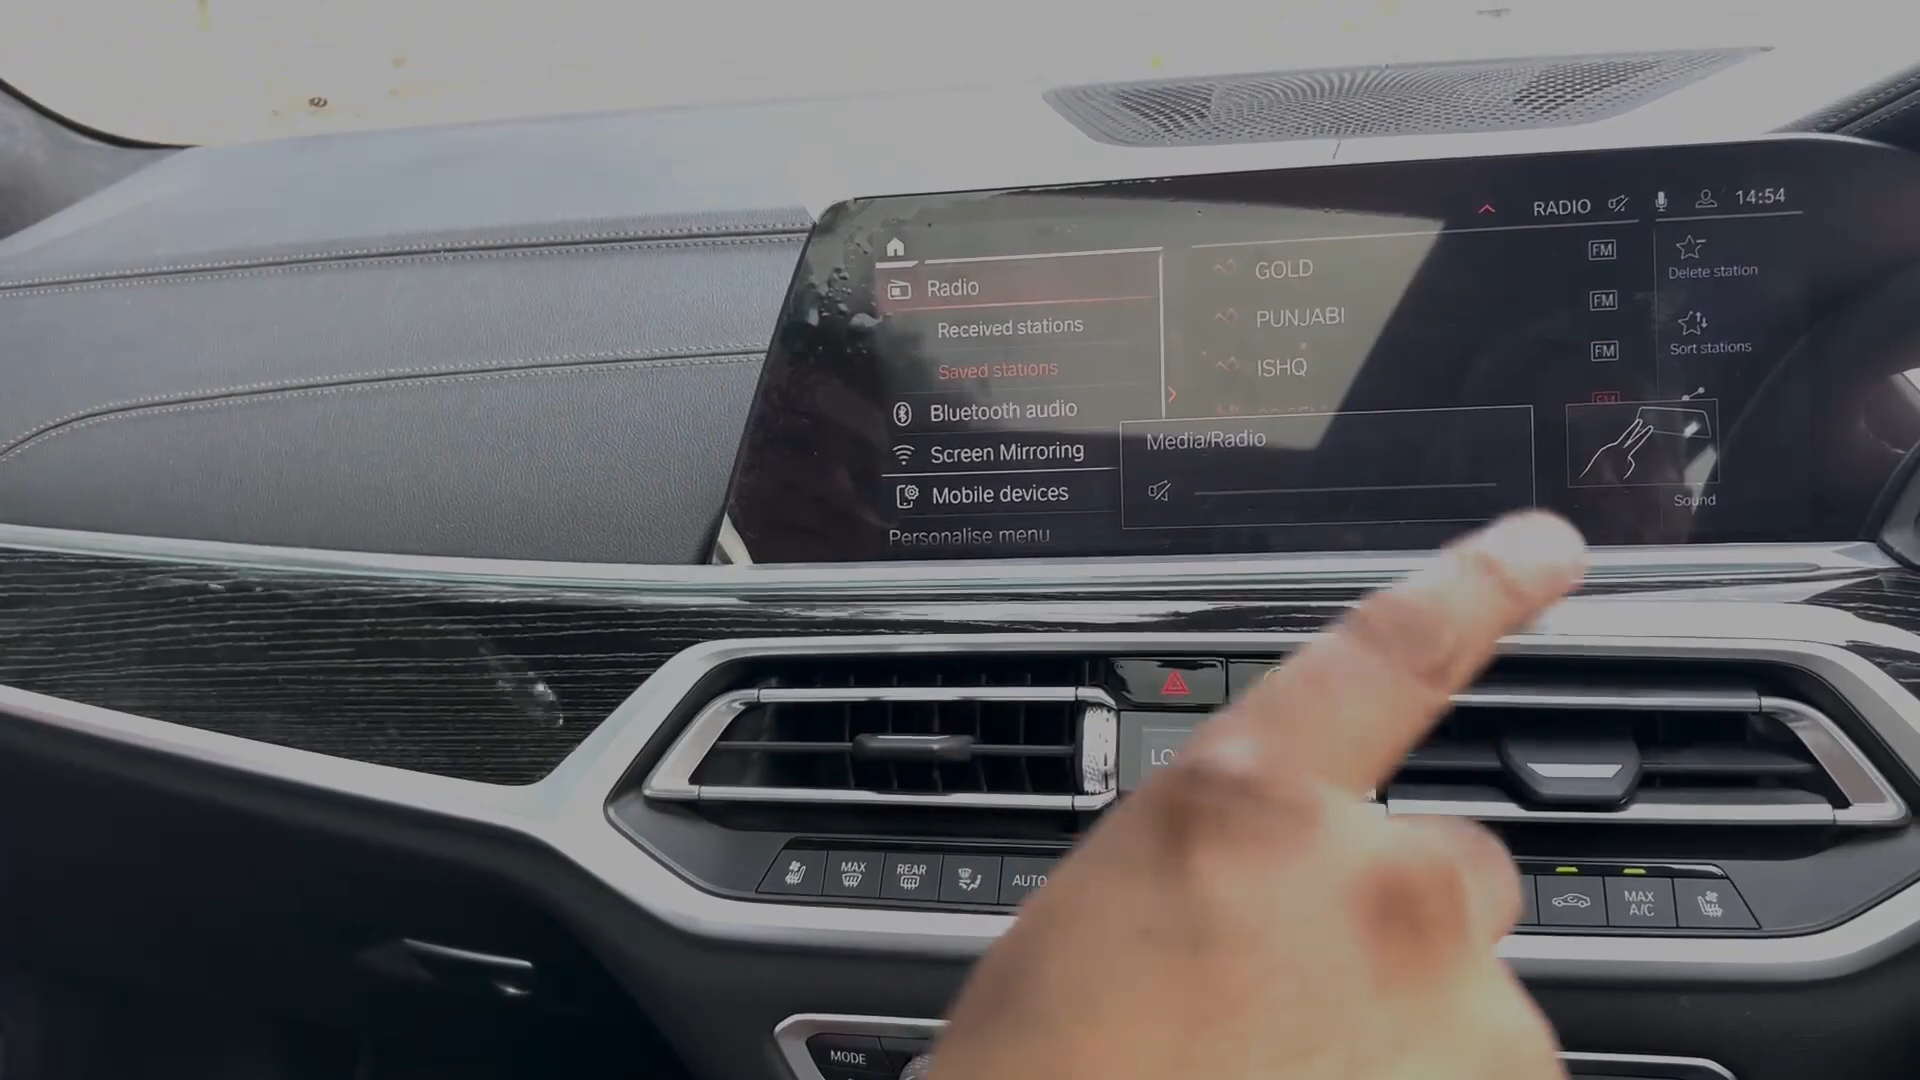 RADIO 14:54
Radio
Received stations
Saved stations
Bluetooth audio
Screen Mirroring
Mobile devices
Personalise menu
GOLD FM
PUNJABI FM
ISHQ FM
FM
Media/Radio
Delete station
Sort stations
Sound
MAX
REAR
AUTO
MAX
A/C
MODE